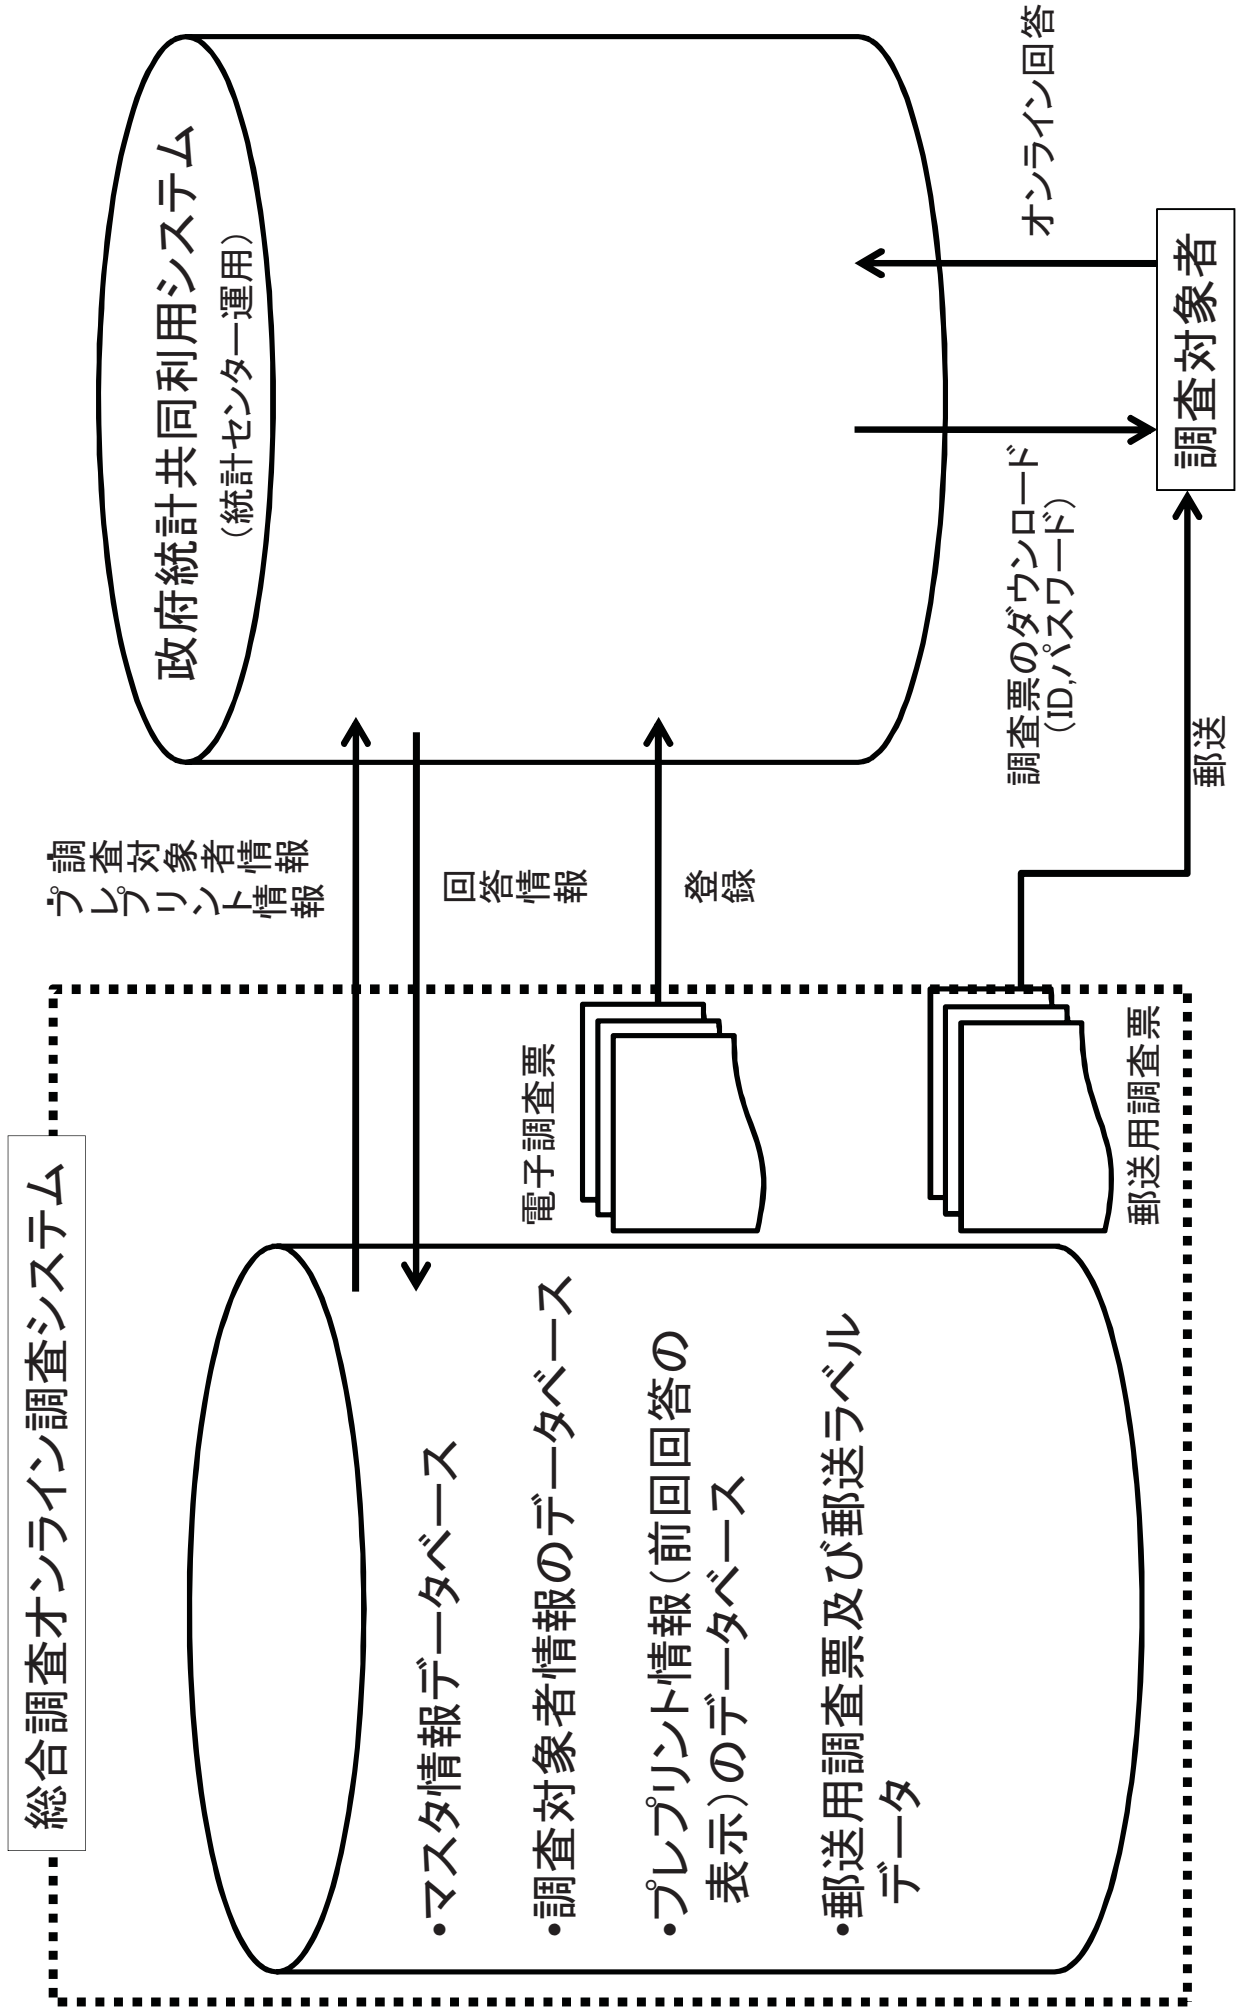 総合調査オンライン調査システム
・マスタ情報データベース
・調査対象者情報のデータベース
・プレプリント情報（前回回答の
表示）のデータベース
・郵送用調査票及び郵送ラベル
データ
電子調査票
郵送用調査票
・調査対象者情報
・プレプリント情報
回答情報
登録
郵送
政府統計共同利用システム
（統計センター運用）
調査票のダウンロード
（ID,パスワード）
オンライン回答
調査対象者